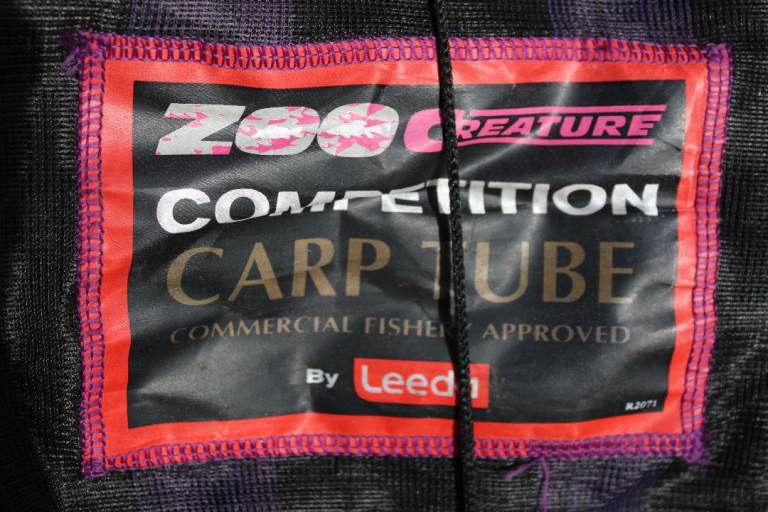 ZOO CREATURE
COMPETITION
CARP TUBE
COMMERCIAL FISHERY APPROVED
By Leeda
R2071